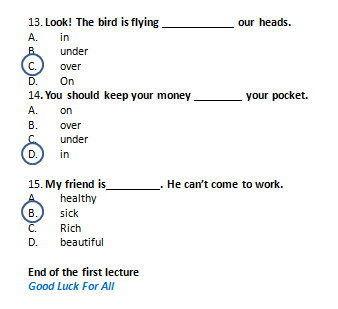 13. Look! The bird is flying ____________ our heads.
A. in
B. under
C. over
D. On
14. You should keep your money ________ your pocket.
A. on
B. over
C. under
D. in
15. My friend is_________. He can't come to work.
A. healthy
B. sick
C. Rich
D. beautiful
End of the first lecture
Good Luck For All